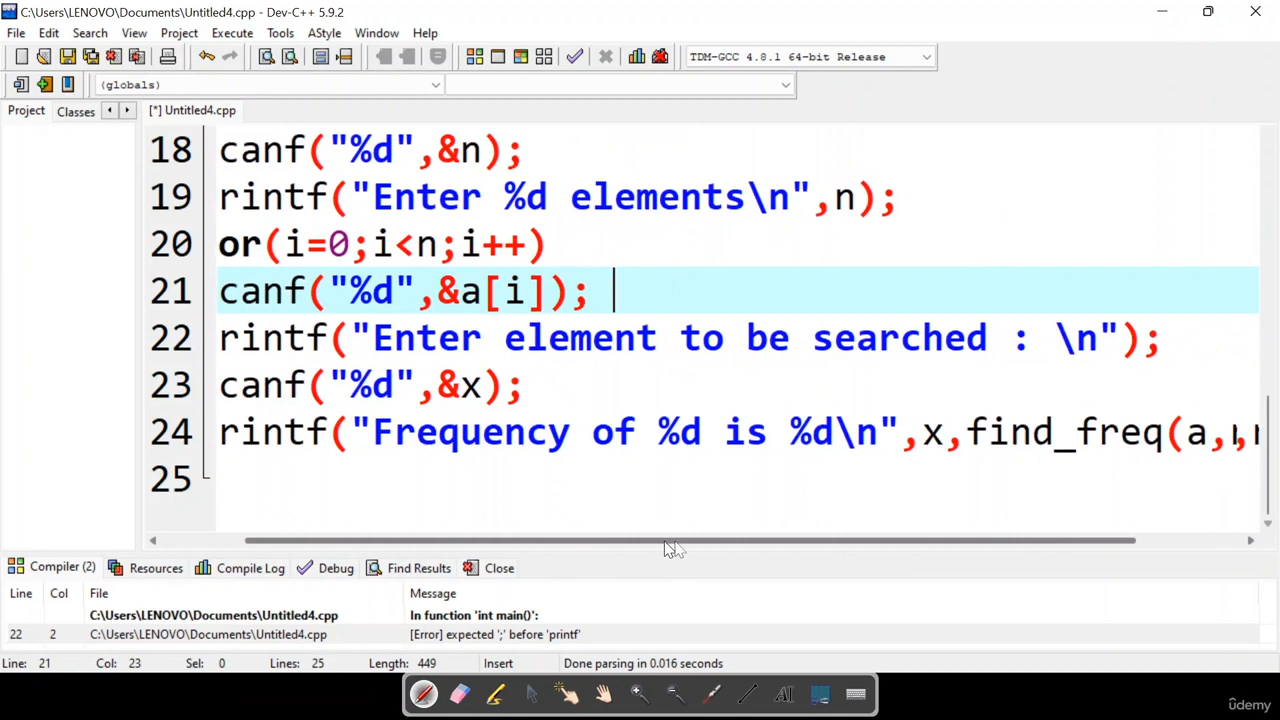 C:\Users\LENOVO\Documents\Untitled4.cpp - Dev-C++ 5.9.2
File Edit Search View Project Execute Tools AStyle Window Help
TDM-GCC 4.8.1 64-bit Release
(globals)
Project Classes [*] Untitled4.cpp
18 canf("%d",&n);
19 rintf("Enter %d elements\n",n);
20 or(i=0;i<n;i++)
21 canf("%d",&a[i]);
22 rintf("Enter element to be searched : \n");
23 canf("%d",&x);
24 rintf("Frequency of %d is %d\n",x,find_freq(a,
25
Compiler (2) Resources Compile Log Debug Find Results Close
Line Col File Message
C:\Users\LENOVO\Documents\Untitled4.cpp In function 'int main()':
22 2 C:\Users\LENOVO\Documents\Untitled4.cpp [Error] expected ';' before 'printf'
Line: 21 Col: 23 Sel: 0 Lines: 25 Length: 449 Insert Done parsing in 0.016 seconds
AI
ûdemy